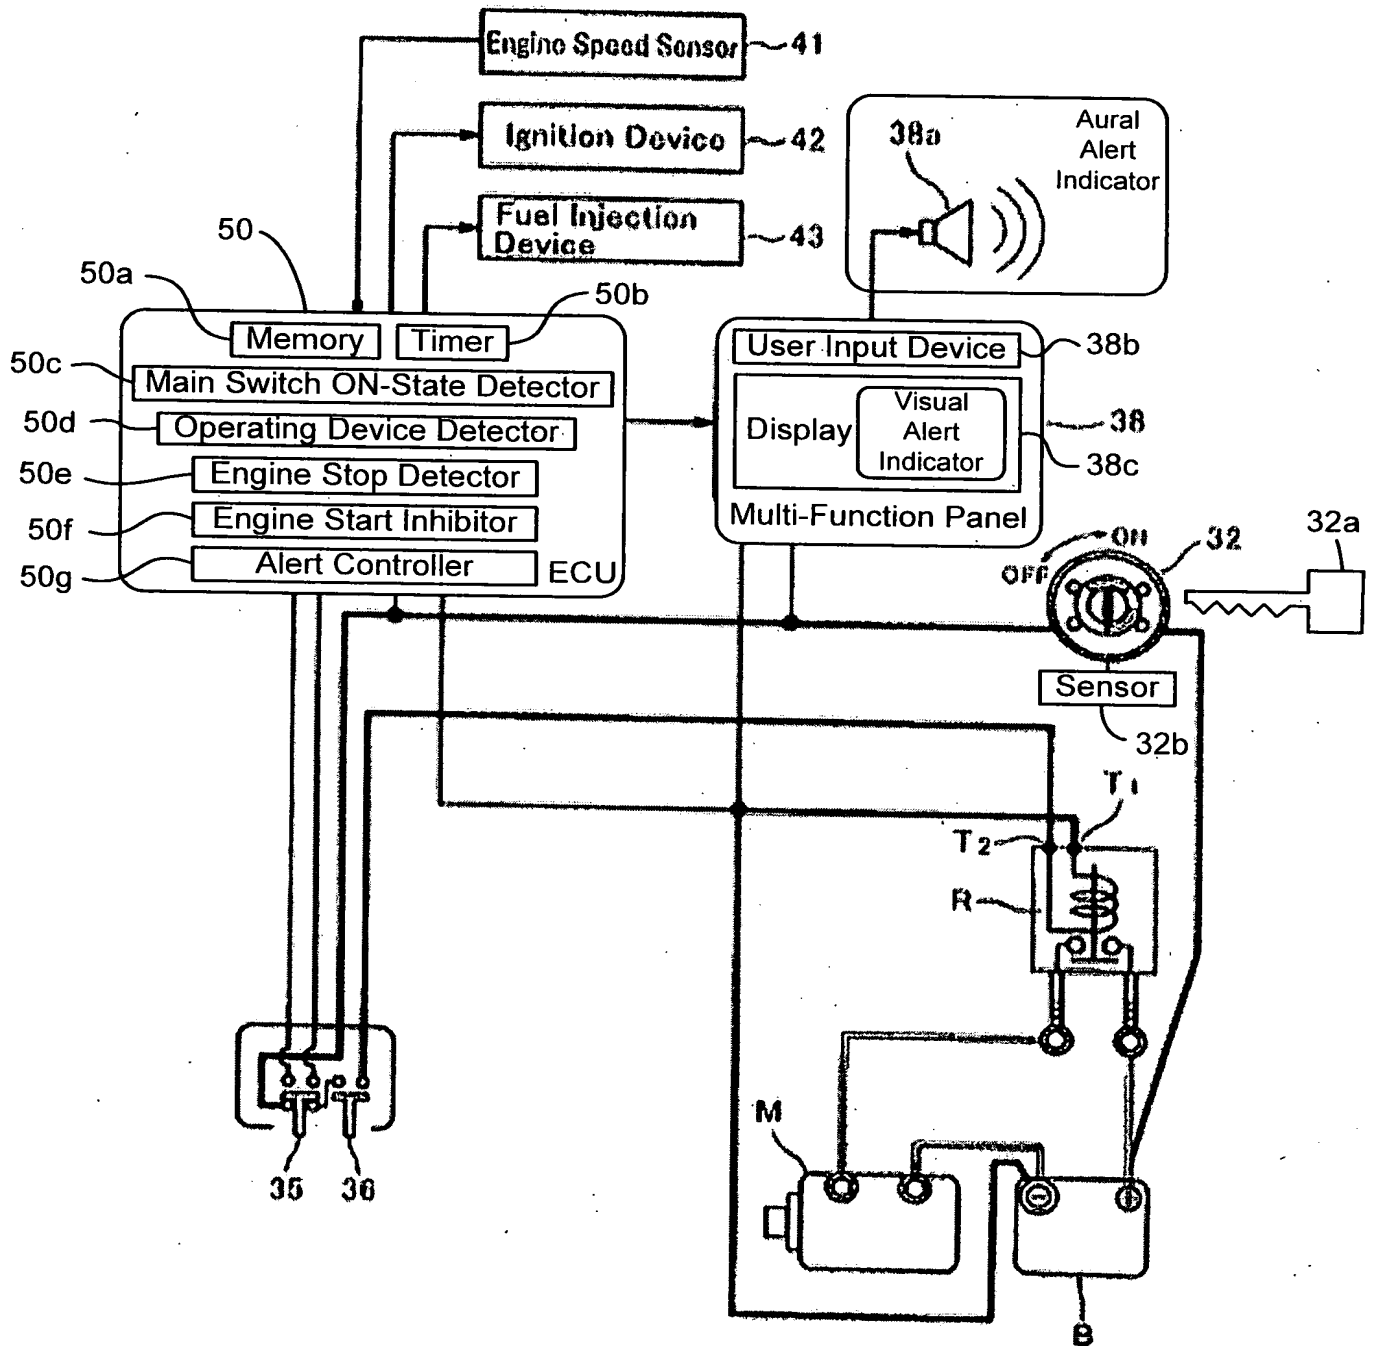 Engine Speed Sensor
41
Ignition Device
42
Fuel Injection
Device
43
38a
Aural
Alert
Indicator
50
50a
50b
Memory
Timer
50c
Main Switch ON-State Detector
50d
Operating Device Detector
50e
Engine Stop Detector
50f
Engine Start Inhibitor
50g
Alert Controller
ECU
User Input Device
38b
Display
Visual
Alert
Indicator
38
38c
Multi-Function Panel
ON
OFF
32
32a
Sensor
32b
T1
T2
R
M
35
36
B